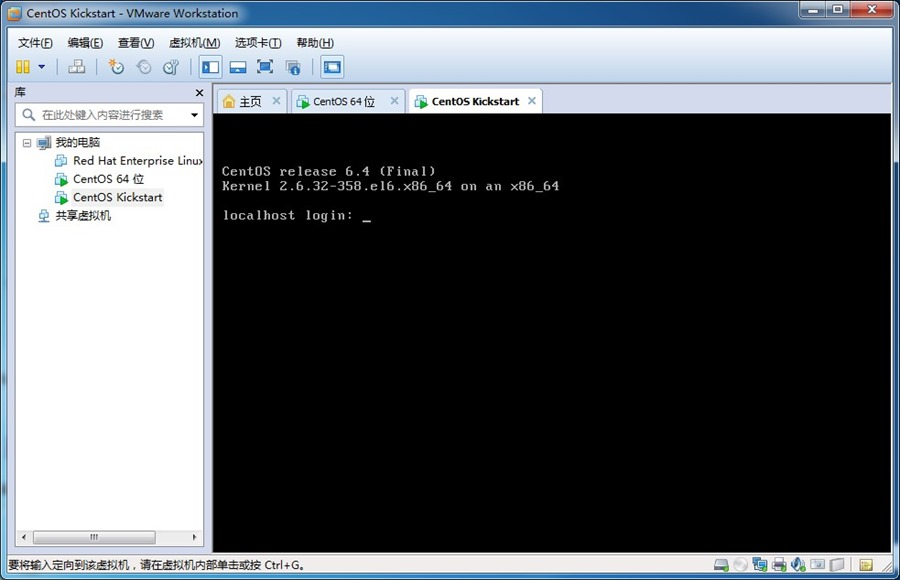 CentOS Kickstart - VMware Workstation
文件(F) 编辑(E) 查看(V) 虚拟机(M) 选项卡(T) 帮助(H)
库
在此处键入内容进行搜索
我的电脑
Red Hat Enterprise Linux
CentOS 64 位
CentOS Kickstart
共享虚拟机
主页 CentOS 64 位 CentOS Kickstart
CentOS release 6.4 (Final)
Kernel 2.6.32-358.el6.x86_64 on an x86_64
localhost login: _
要将输入定向到该虚拟机，请在虚拟机内部单击或按 Ctrl+G。